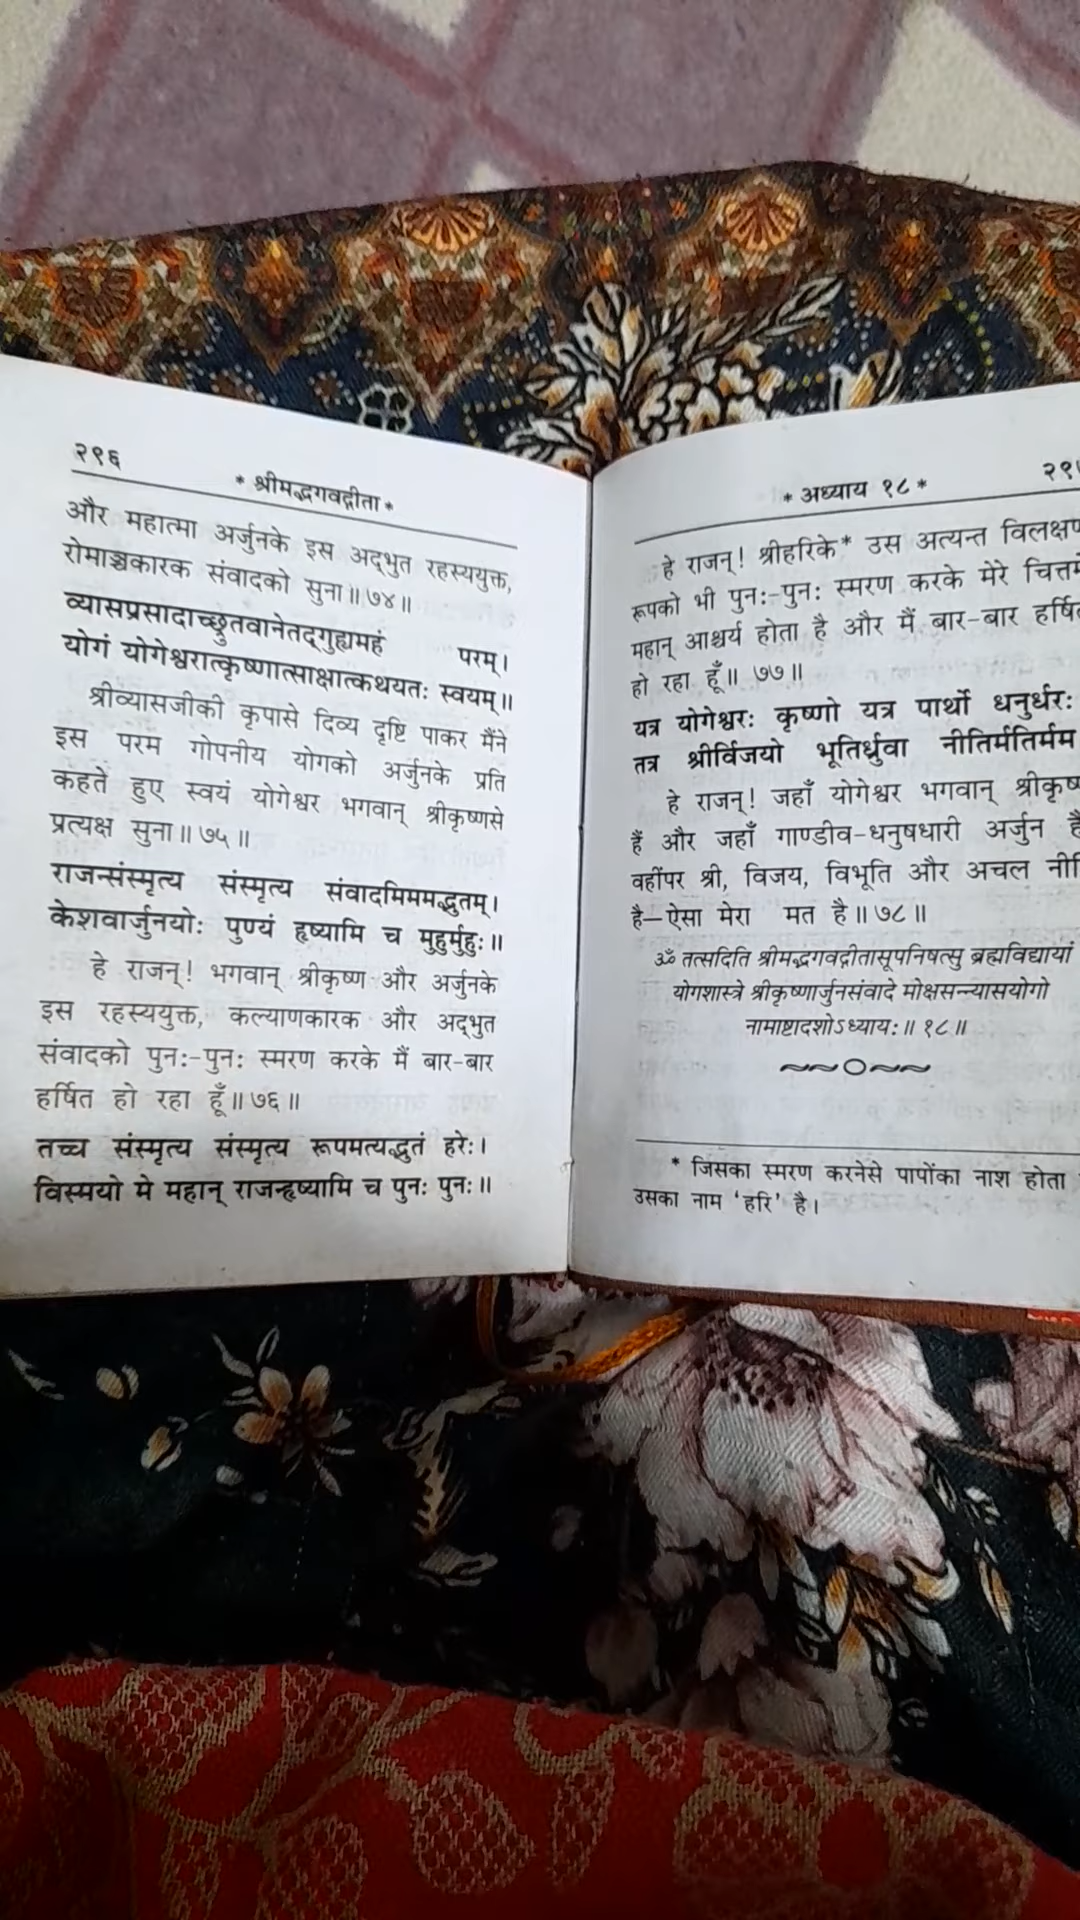 २९६
* श्रीमद्भगवद्गीता *
और महात्मा अर्जुनके इस अद्‌भुत रहस्ययुक्त,
रोमाञ्चकारक संवादको सुना॥ ७४॥
व्यासप्रसादाच्छ्रुतवानेतद्‌गुह्यमहं परम्।
योगं योगेश्वरात्कृष्णात्साक्षात्कथयतः स्वयम्॥
श्रीव्यासजीकी कृपासे दिव्य दृष्टि पाकर मैंने
इस परम गोपनीय योगको अर्जुनके प्रति
कहते हुए स्वयं योगेश्वर भगवान् श्रीकृष्णसे
प्रत्यक्ष सुना॥ ७५॥
राजन्संस्मृत्य संस्मृत्य संवादमिममद्भुतम्।
केशवार्जुनयोः पुण्यं हृष्यामि च मुहुर्मुहुः॥
हे राजन्! भगवान् श्रीकृष्ण और अर्जुनके
इस रहस्ययुक्त, कल्याणकारक और अद्‌भुत
संवादको पुनः-पुनः स्मरण करके मैं बार-बार
हर्षित हो रहा हूँ॥ ७६॥
तच्च संस्मृत्य संस्मृत्य रूपमत्यद्भुतं हरेः।
विस्मयो मे महान् राजन्हृष्यामि च पुनः पुनः॥
* अध्याय १८ *
हे राजन्! श्रीहरिके* उस अत्यन्त
रूपको भी पुनः-पुनः स्मरण करके मेरे
महान् आश्चर्य होता है और मैं बार-बार
हो रहा हूँ॥ ७७॥
यत्र योगेश्वरः कृष्णो यत्र पार्थो धनुर्धरः
तत्र श्रीर्विजयो भूतिर्ध्रुवा नीतिर्मतिर्मम
हे राजन्! जहाँ योगेश्वर भगवान्
हैं और जहाँ गाण्डीव-धनुषधारी अर्जुन
वहींपर श्री, विजय, विभूति और अचल
है—ऐसा मेरा मत है॥ ७८॥
ॐ तत्सदिति श्रीमद्भगवद्गीतासूपनिषत्सु ब्रह्मविद्यायां
योगशास्त्रे श्रीकृष्णार्जुनसंवादे मोक्षसन्न्यासयोगो
नामाष्टादशोऽध्यायः॥ १८॥
* जिसका स्मरण करनेसे पापोंका नाश होता
उसका नाम ‘हरि’ है।